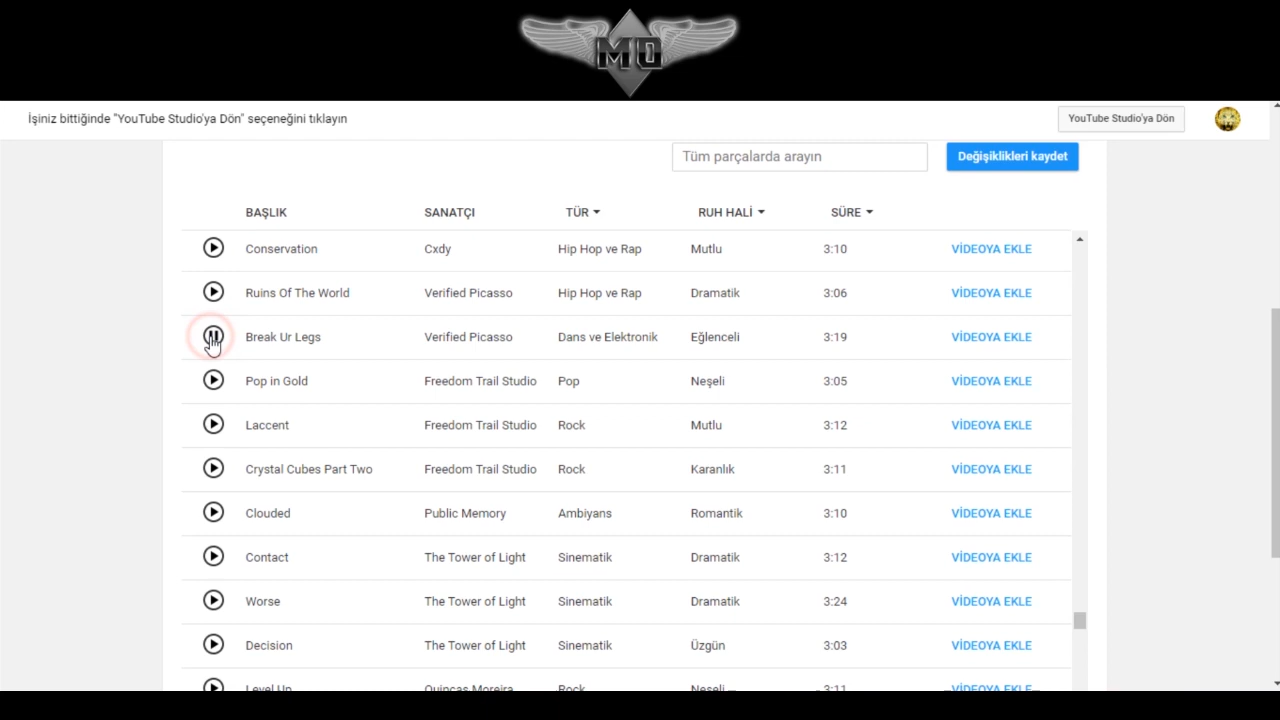 MO
İşiniz bittiğinde "YouTube Studio'ya Dön" seçeneğini tıklayın YouTube Studio'ya Dön
Tüm parçalarda arayın Değişiklikleri kaydet
BAŞLIK SANATÇI TÜR RUH HALİ SÜRE
Conservation Cxdy Hip Hop ve Rap Mutlu 3:10 VİDEOYA EKLE
Ruins Of The World Verified Picasso Hip Hop ve Rap Dramatik 3:06 VİDEOYA EKLE
Break Ur Legs Verified Picasso Dans ve Elektronik Eğlenceli 3:19 VİDEOYA EKLE
Pop in Gold Freedom Trail Studio Pop Neşeli 3:05 VİDEOYA EKLE
Laccent Freedom Trail Studio Rock Mutlu 3:12 VİDEOYA EKLE
Crystal Cubes Part Two Freedom Trail Studio Rock Karanlık 3:11 VİDEOYA EKLE
Clouded Public Memory Ambiyans Romantik 3:10 VİDEOYA EKLE
Contact The Tower of Light Sinematik Dramatik 3:12 VİDEOYA EKLE
Worse The Tower of Light Sinematik Dramatik 3:24 VİDEOYA EKLE
Decision The Tower of Light Sinematik Üzgün 3:03 VİDEOYA EKLE
Level Up Quincas Moreira Rock Neşeli 3:11 VİDEOYA EKLE